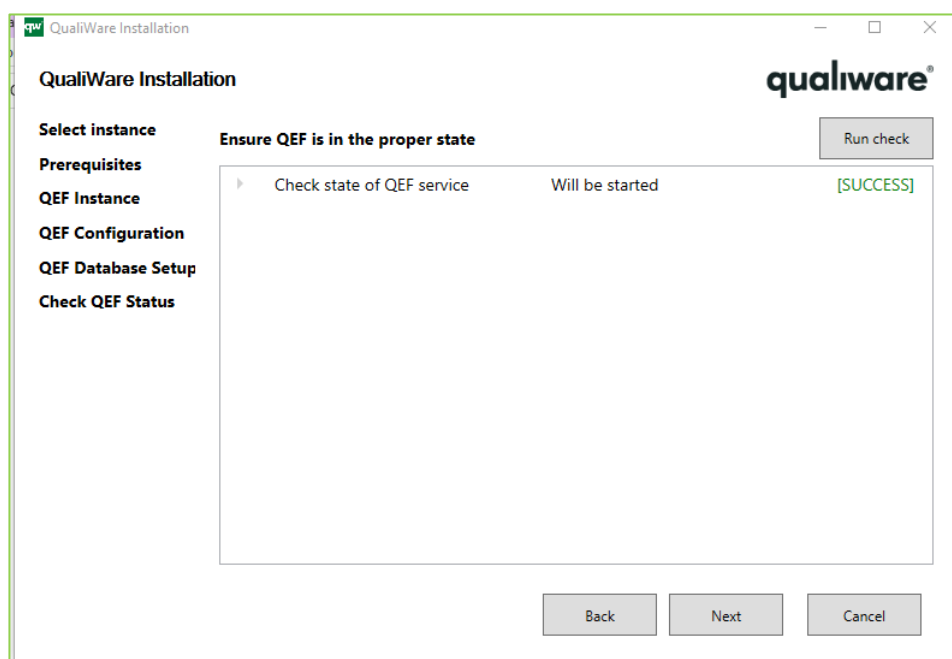 qw QualiWare Installation
QualiWare Installation
qualiware®
Select instance
Prerequisites
QEF Instance
QEF Configuration
QEF Database Setup
Check QEF Status
Ensure QEF is in the proper state
Run check
Check state of QEF service Will be started [SUCCESS]
Back Next Cancel